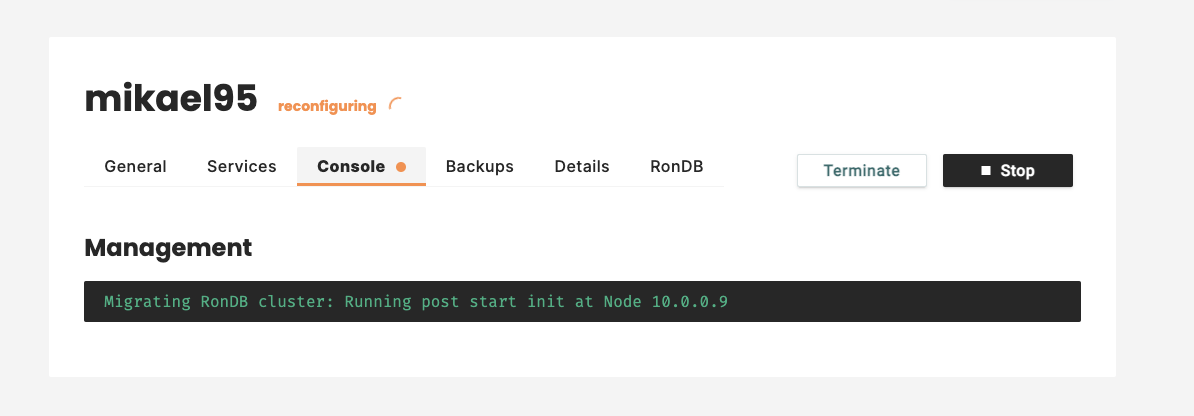 mikael95 reconfiguring
General Services Console Backups Details RonDB Terminate Stop
Management
Migrating RonDB cluster: Running post start init at Node 10.0.0.9